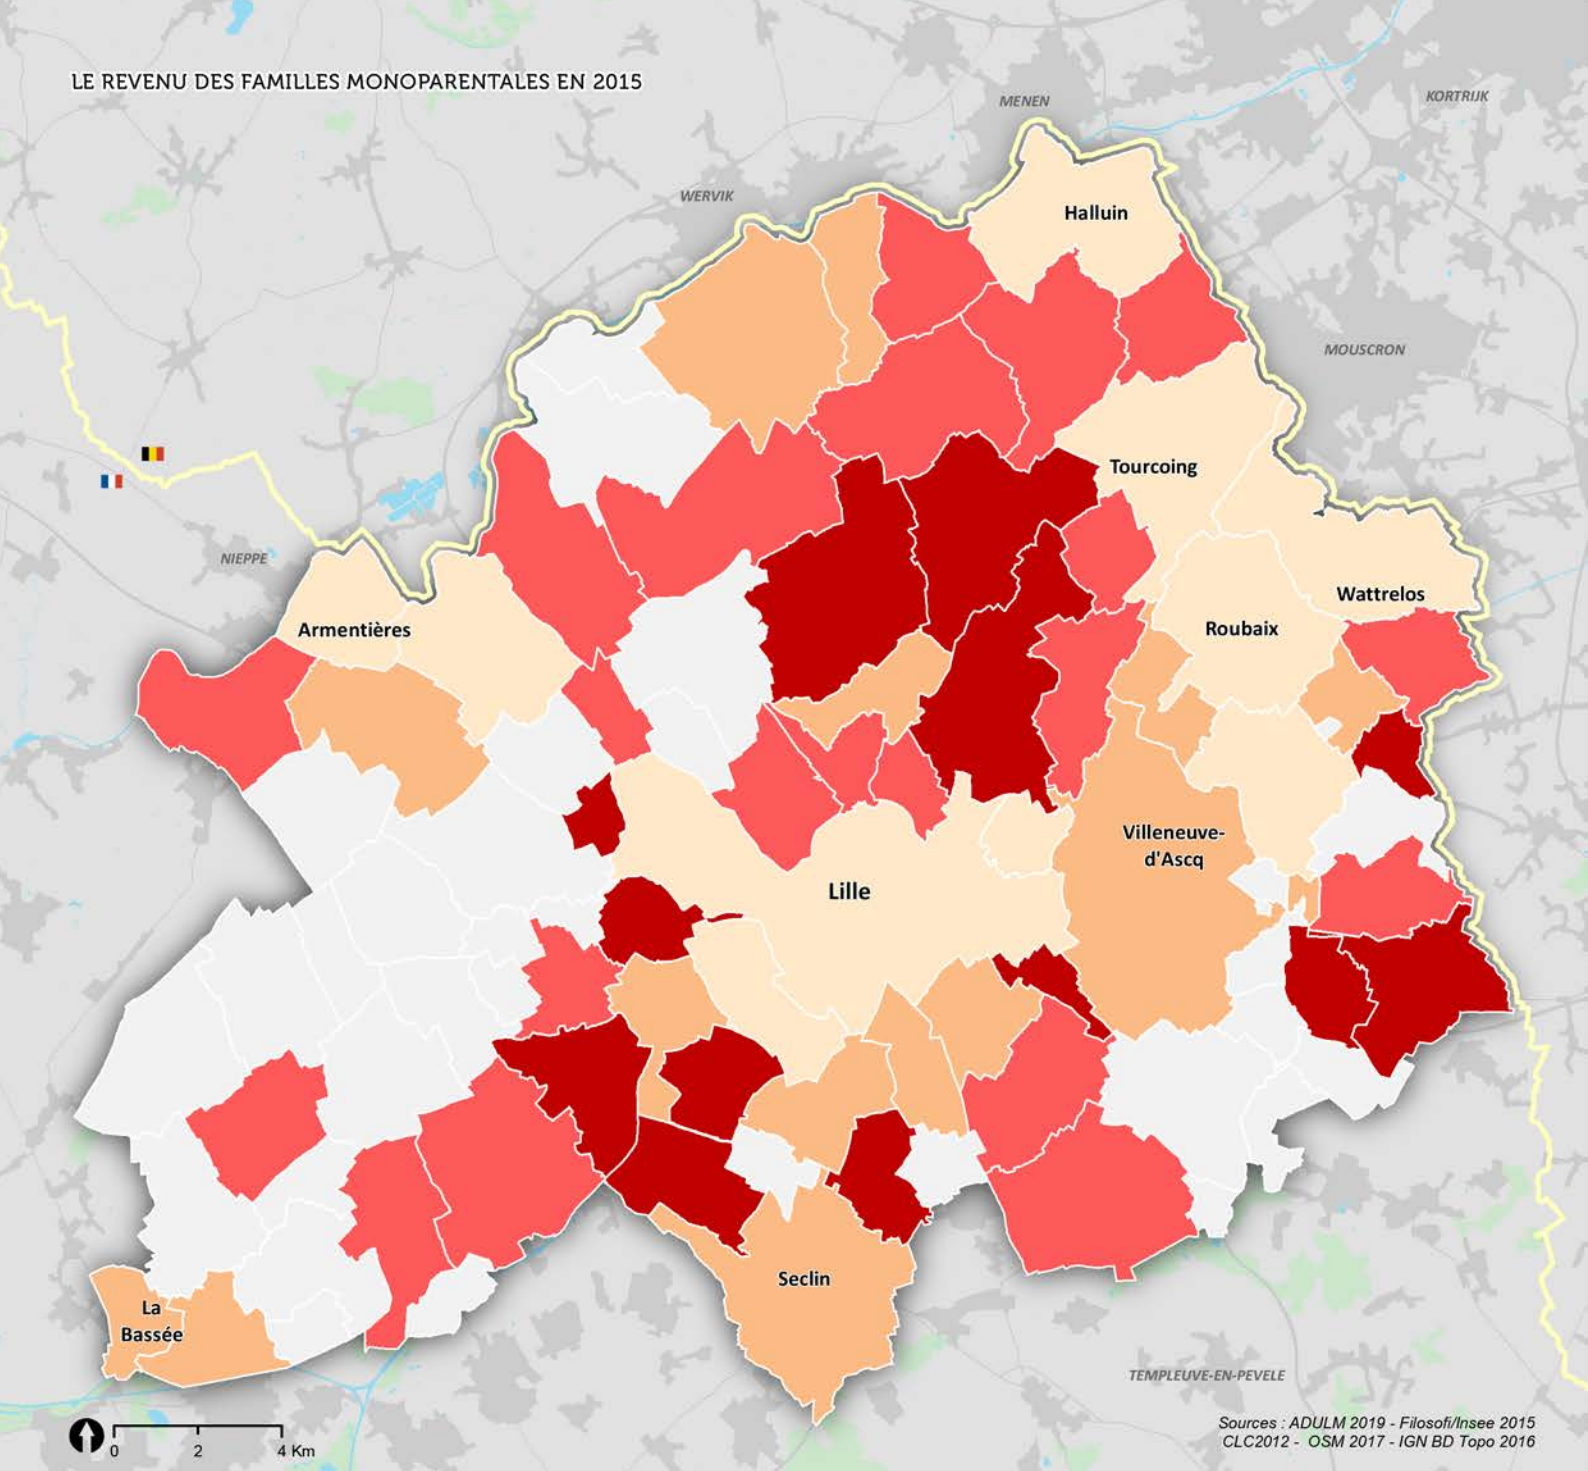 LE REVENU DES FAMILLES MONOPARENTALES EN 2015
MENEN
KORTRIJK
WERVIK
Halluin
MOUSCRON
Tourcoing
NIEPPE
Wattrelos
Armentières
Roubaix
Villeneuve-
d'Ascq
Lille
Seclin
La
Bassée
TEMPLEUVE-EN-PEVELE
0 2 4 Km
Sources : ADULM 2019 - Filosofi/Insee 2015
CLC2012 - OSM 2017 - IGN BD Topo 2016